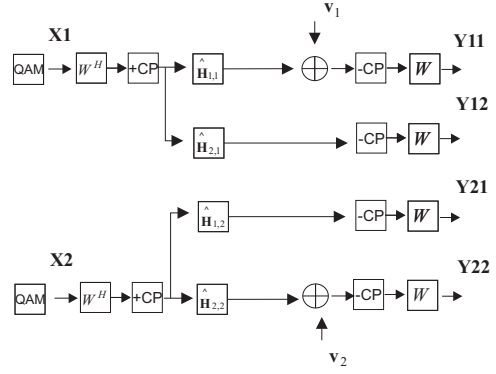 v₁
X1
Y11
QAM W^H +CP Ĥ₁,₁ -CP W
Y12
Ĥ₂,₁ -CP W
Y21
Ĥ₁,₂ -CP W
X2
Y22
QAM W^H +CP Ĥ₂,₂ -CP W
v₂